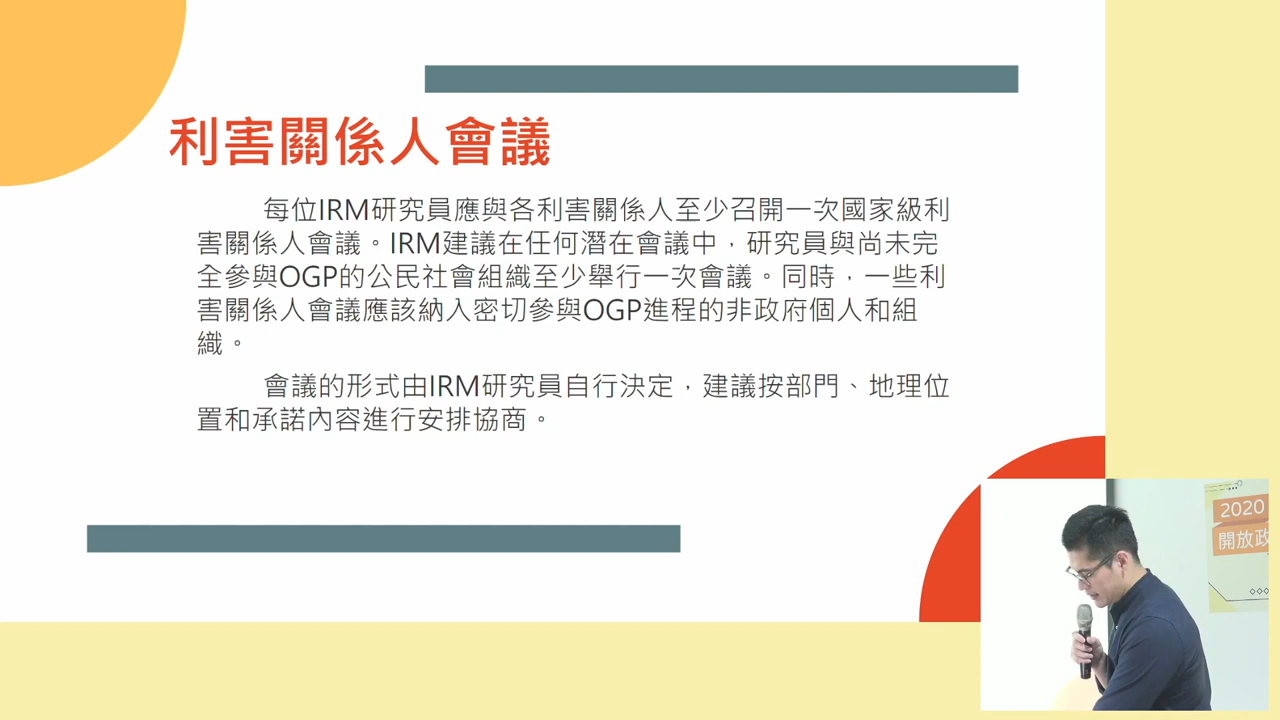 利害關係人會議
每位IRM研究員應與各利害關係人至少召開一次國家級利
害關係人會議。IRM建議在任何潛在會議中，研究員與尚未完
全參與OGP的公民社會組織至少舉行一次會議。同時，一些利
害關係人會議應該納入密切參與OGP進程的非政府個人和組
織。
會議的形式由IRM研究員自行決定，建議按部門、地理位
置和承諾內容進行安排協商。
2020
開放政